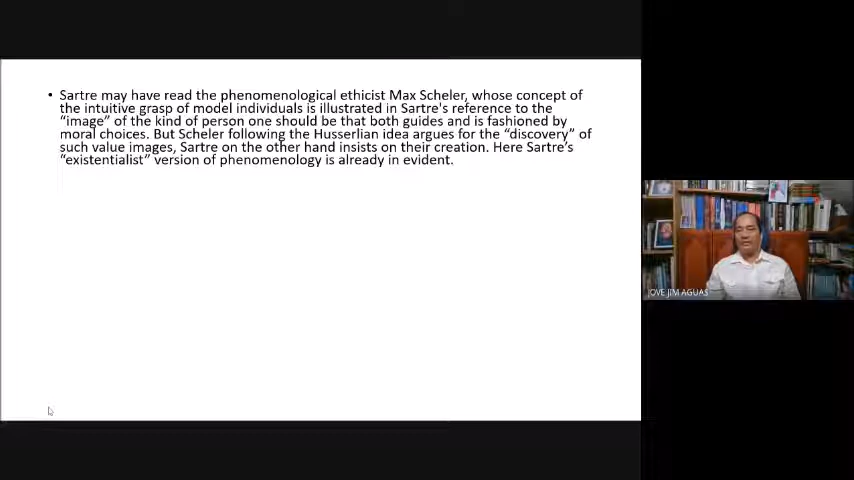 • Sartre may have read the phenomenological ethicist Max Scheler, whose concept of
the intuitive grasp of model individuals is illustrated in Sartre's reference to the
“image” of the kind of person one should be that both guides and is fashioned by
moral choices. But Scheler following the Husserlian idea argues for the “discovery” of
such value images, Sartre on the other hand insists on their creation. Here Sartre’s
“existentialist” version of phenomenology is already in evident.
JOVE JIM AGUAS